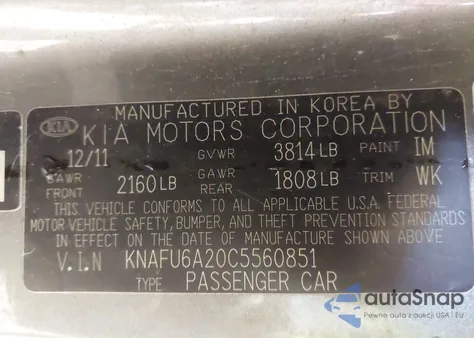 MANUFACTURED IN KOREA BY
KIA KIA MOTORS CORPORATION
12/11 GVWR 3814LB PAINT IM
GAWR FRONT 2160LB GAWR REAR 1808LB TRIM WK
THIS VEHICLE CONFORMS TO ALL APPLICABLE U.S.A. FEDERAL
MOTOR VEHICLE SAFETY, BUMPER, AND THEFT PREVENTION STANDARDS
IN EFFECT ON THE DATE OF MANUFACTURE SHOWN ABOVE
V.I.N KNAFU6A20C5560851
TYPE PASSENGER CAR
autoSnap
Pewne auta z USA i EU